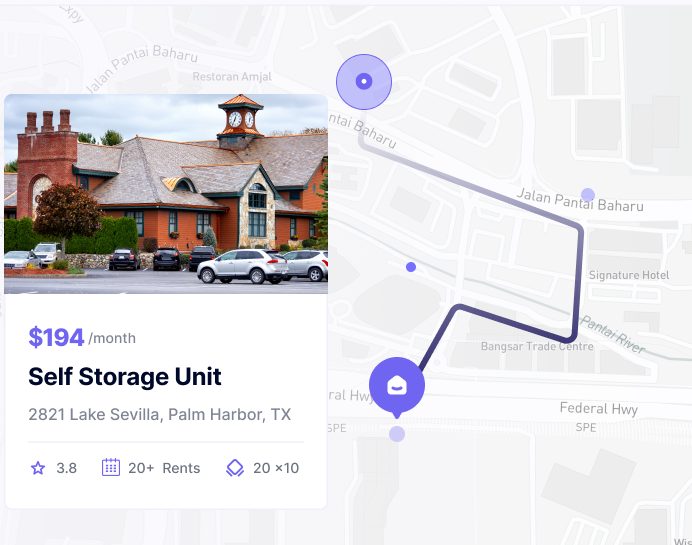 Expy
Jalan Pantai Baharu
Restoran Amjal
ntai Baharu
Jalan Pantai Baharu
Signature Hotel
Pantai River
Bangsar Trade Centre
$194 /month
Self Storage Unit
2821 Lake Sevilla, Palm Harbor, TX
3.8 20+ Rents 20 ×10
ral Hwy
Federal Hwy
SPE
SPE
Wis